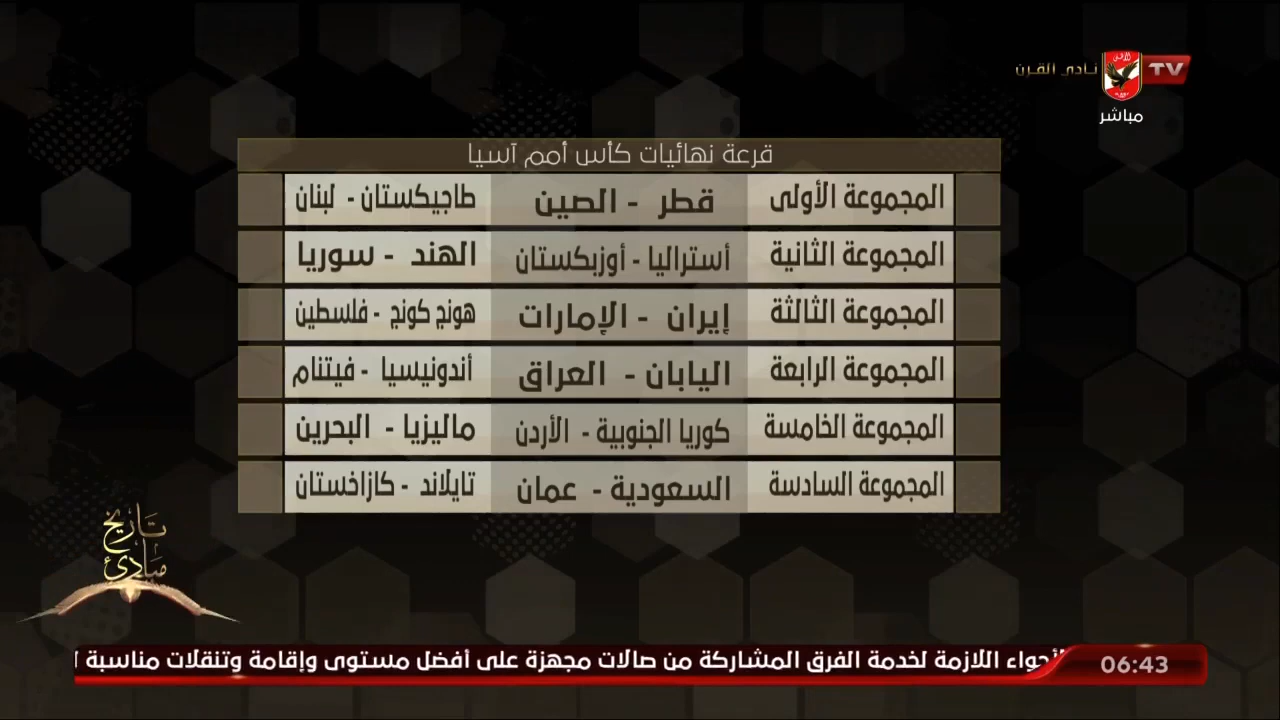 نادي القرن TV
مباشر
قرعة نهائيات كأس أمم آسيا
المجموعة الأولى قطر - الصين طاجيكستان - لبنان
المجموعة الثانية أستراليا - أوزبكستان الهند - سوريا
المجموعة الثالثة إيران - الإمارات هونج كونج - فلسطين
المجموعة الرابعة اليابان - العراق أندونيسيا - فيتنام
المجموعة الخامسة كوريا الجنوبية - الأردن ماليزيا - البحرين
المجموعة السادسة السعودية - عمان تايلاند - كازاخستان
تاريخ
مبادئ
06:43 لأجواء اللازمة لخدمة الفرق المشاركة من صالات مجهزة على أفضل مستوى وإقامة وتنقلات مناسبة